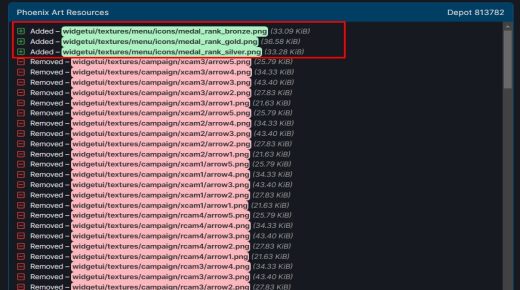 Phoenix Art Resources Depot 813782
Added – widgetui/textures/menu/icons/medal_rank_bronze.png (33.09 KiB)
Added – widgetui/textures/menu/icons/medal_rank_gold.png (36.58 KiB)
Added – widgetui/textures/menu/icons/medal_rank_silver.png (33.28 KiB)
Removed – widgetui/textures/campaign/xcam3/arrow5.png (25.79 KiB)
Removed – widgetui/textures/campaign/xcam3/arrow4.png (34.33 KiB)
Removed – widgetui/textures/campaign/xcam3/arrow3.png (43.40 KiB)
Removed – widgetui/textures/campaign/xcam3/arrow2.png (27.83 KiB)
Removed – widgetui/textures/campaign/xcam3/arrow1.png (21.63 KiB)
Removed – widgetui/textures/campaign/xcam2/arrow5.png (25.79 KiB)
Removed – widgetui/textures/campaign/xcam2/arrow4.png (34.33 KiB)
Removed – widgetui/textures/campaign/xcam2/arrow3.png (43.40 KiB)
Removed – widgetui/textures/campaign/xcam2/arrow2.png (27.83 KiB)
Removed – widgetui/textures/campaign/xcam2/arrow1.png (21.63 KiB)
Removed – widgetui/textures/campaign/xcam1/arrow5.png (25.79 KiB)
Removed – widgetui/textures/campaign/xcam1/arrow4.png (34.33 KiB)
Removed – widgetui/textures/campaign/xcam1/arrow3.png (43.40 KiB)
Removed – widgetui/textures/campaign/xcam1/arrow2.png (27.83 KiB)
Removed – widgetui/textures/campaign/xcam1/arrow1.png (21.63 KiB)
Removed – widgetui/textures/campaign/rcam4/arrow5.png (25.79 KiB)
Removed – widgetui/textures/campaign/rcam4/arrow4.png (34.33 KiB)
Removed – widgetui/textures/campaign/rcam4/arrow3.png (43.40 KiB)
Removed – widgetui/textures/campaign/rcam4/arrow2.png (27.83 KiB)
Removed – widgetui/textures/campaign/rcam4/arrow1.png (21.63 KiB)
Removed – widgetui/textures/campaign/rcam3/arrow4.png (34.33 KiB)
Removed – widgetui/textures/campaign/rcam3/arrow3.png (43.40 KiB)
Removed – widgetui/textures/campaign/rcam3/arrow2.png (27.83 KiB)